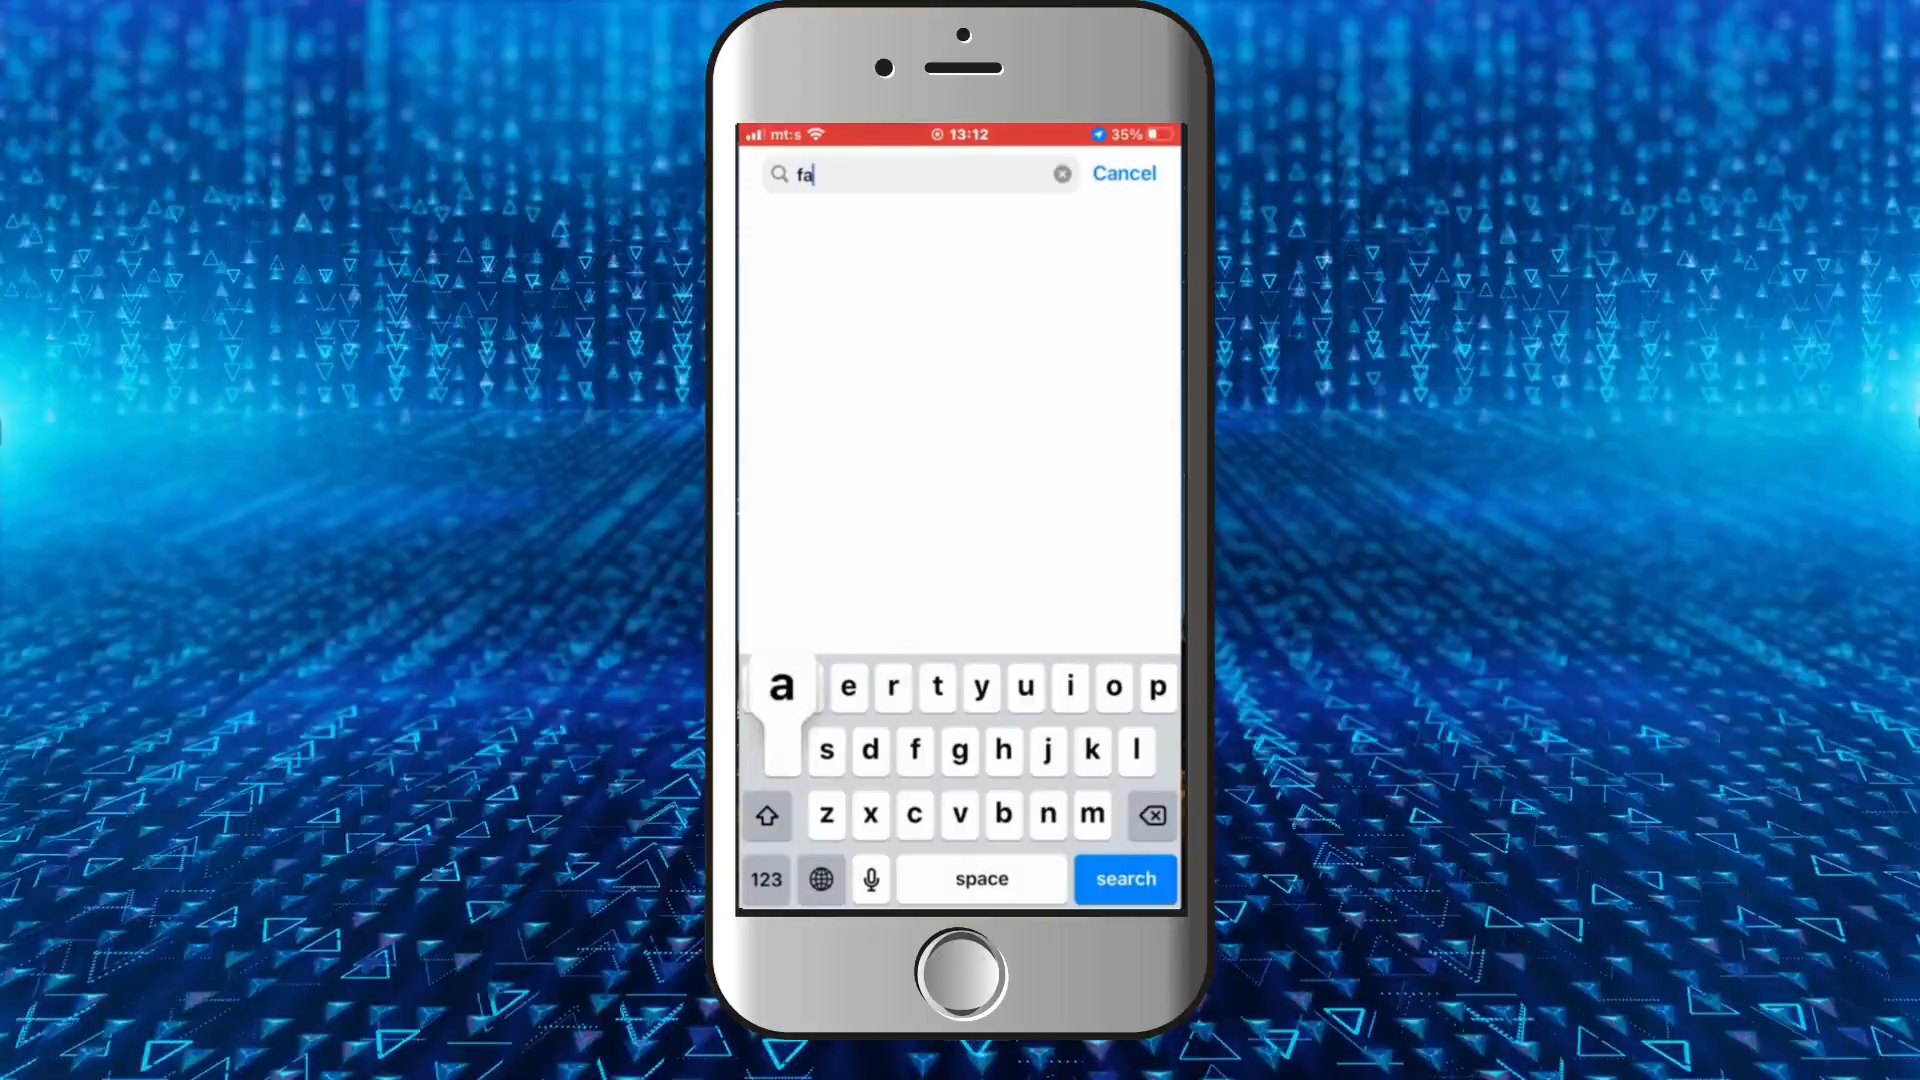 mt:s 13:12 35%
fa Cancel
a e r t y u i o p
s d f g h j k l
z x c v b n m
123 space search